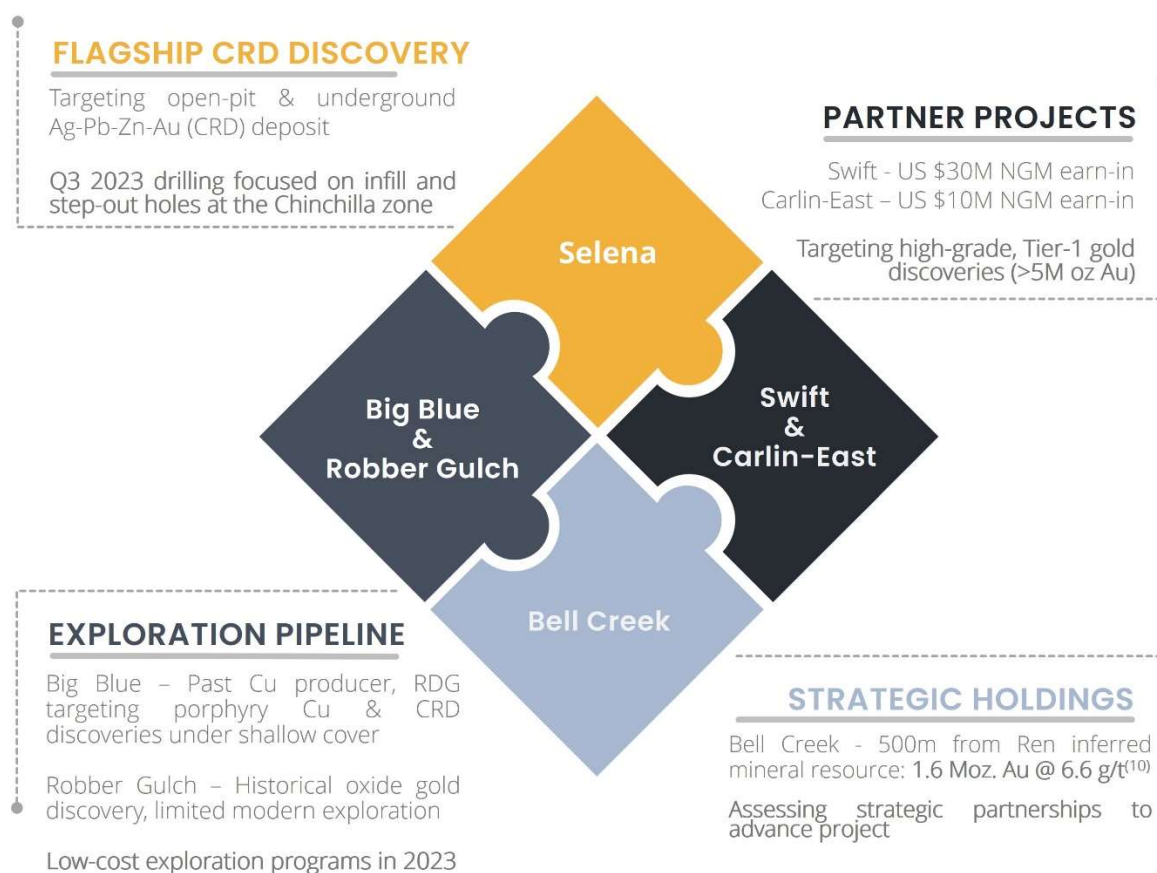 FLAGSHIP CRD DISCOVERY
Targeting open-pit & underground
Ag-Pb-Zn-Au (CRD) deposit
Q3 2023 drilling focused on infill and
step-out holes at the Chinchilla zone
PARTNER PROJECTS
Swift - US $30M NGM earn-in
Carlin-East – US $10M NGM earn-in
Targeting high-grade, Tier-1 gold
discoveries (>5M oz Au)
Selena
Big Blue
&
Robber Gulch
Swift
&
Carlin-East
Bell Creek
EXPLORATION PIPELINE
Big Blue – Past Cu producer, RDG
targeting porphyry Cu & CRD
discoveries under shallow cover
Robber Gulch – Historical oxide gold
discovery, limited modern exploration
Low-cost exploration programs in 2023
STRATEGIC HOLDINGS
Bell Creek - 500m from Ren inferred
mineral resource: 1.6 Moz. Au @ 6.6 g/t(10)
Assessing strategic partnerships to
advance project